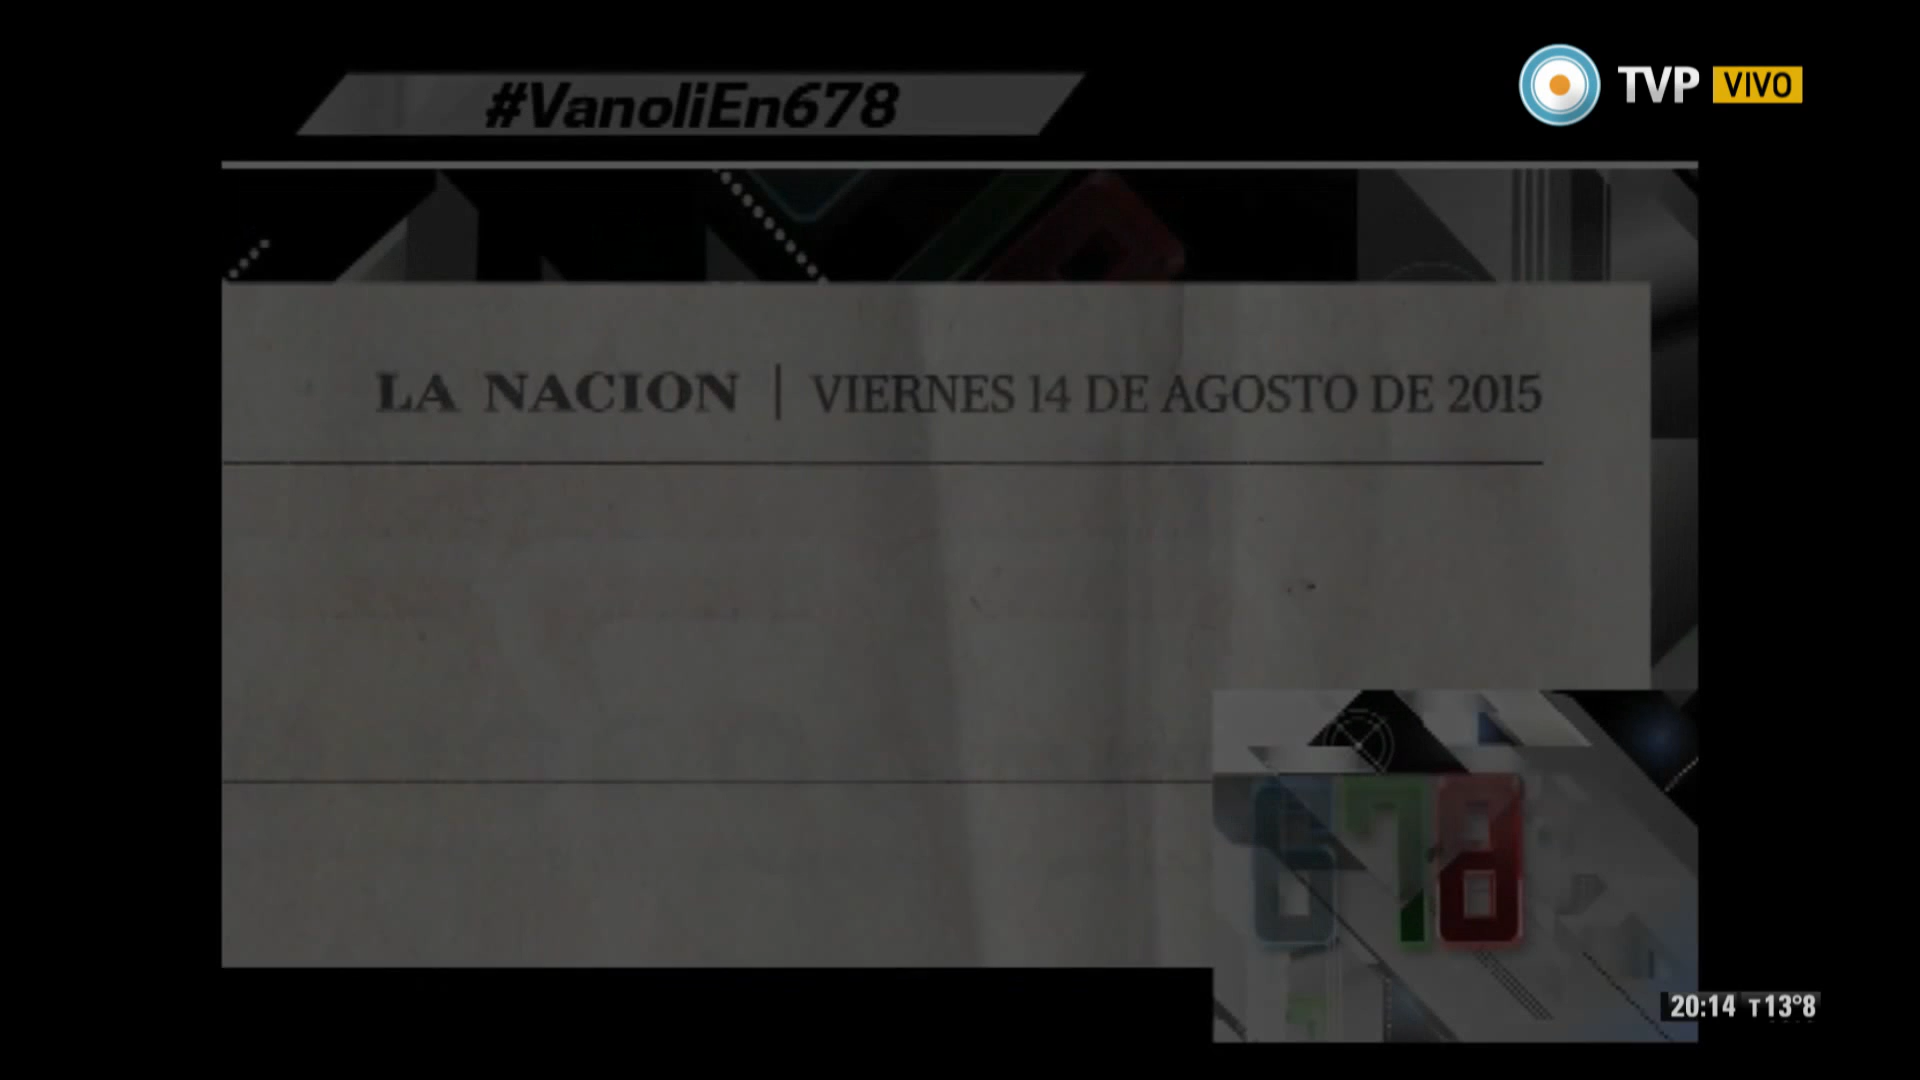 #VanoliEn678
TVP VIVO
LA NACION | VIERNES 14 DE AGOSTO DE 2015
678
20:14 T13°8